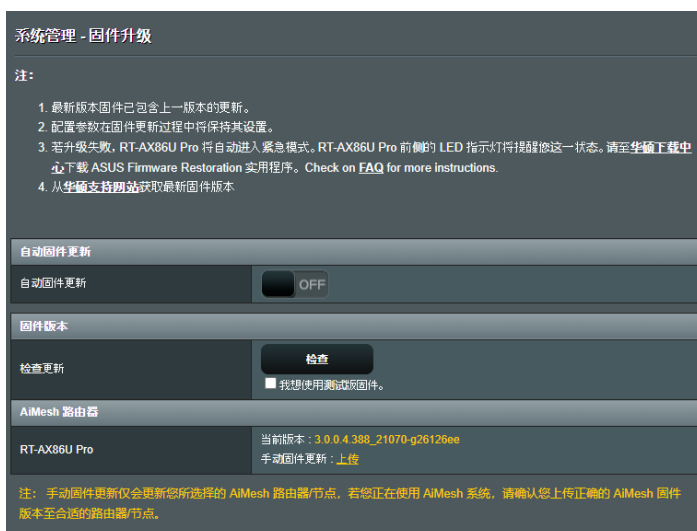 系统管理 - 固件升级
注：
1. 最新版本固件已包含上一版本的更新。
2. 配置参数在固件更新过程中将保持其设置。
3. 若升级失败, RT-AX86U Pro 将自动进入紧急模式。RT-AX86U Pro 前侧的 LED 指示灯将提醒您这一状态。请至华硕下载中
心下载 ASUS Firmware Restoration 实用程序。Check on FAQ for more instructions.
4. 从华硕支持网站获取最新固件版本
自动固件更新
自动固件更新 OFF
固件版本
检查更新 检查
我想使用测试版固件。
AiMesh 路由器
RT-AX86U Pro
当前版本 : 3.0.0.4.388_21070-g26126ee
手动固件更新 : 上传
注： 手动固件更新仅会更新您所选择的 AiMesh 路由器/节点，若您正在使用 AiMesh 系统，请确认您上传正确的 AiMesh 固件
版本至合适的路由器/节点。